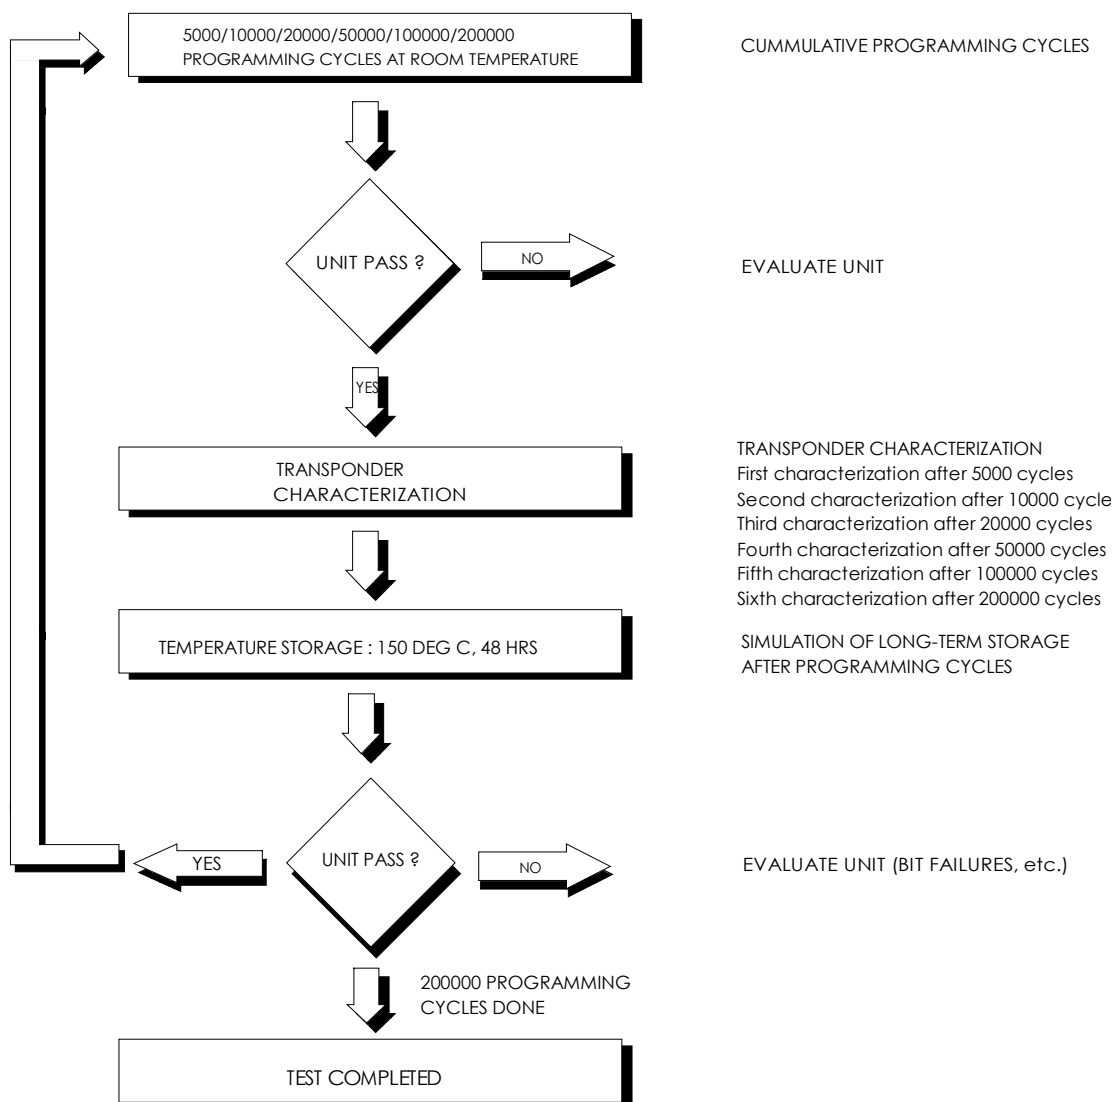 5000/10000/20000/50000/100000/200000
PROGRAMMING CYCLES AT ROOM TEMPERATURE
CUMMULATIVE PROGRAMMING CYCLES
UNIT PASS ?
NO
EVALUATE UNIT
YES
TRANSPONDER
CHARACTERIZATION
TRANSPONDER CHARACTERIZATION
First characterization after 5000 cycles
Second characterization after 10000 cycle
Third characterization after 20000 cycles
Fourth characterization after 50000 cycles
Fifth characterization after 100000 cycles
Sixth characterization after 200000 cycles
TEMPERATURE STORAGE : 150 DEG C, 48 HRS
SIMULATION OF LONG-TERM STORAGE
AFTER PROGRAMMING CYCLES
YES
UNIT PASS ?
NO
EVALUATE UNIT (BIT FAILURES, etc.)
200000 PROGRAMMING
CYCLES DONE
TEST COMPLETED